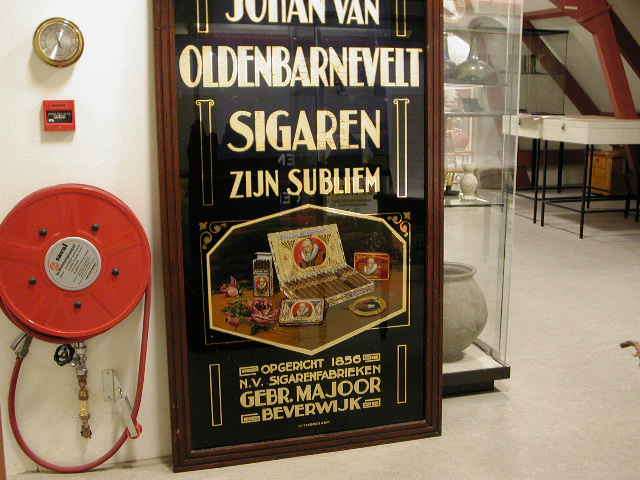 JOHAN VAN
OLDENBARNEVELT
SIGAREN
ZIJN SUBLIEM
OPGERICHT 1856
N.V. SIGARENFABRIEKEN
GEBR. MAJOOR
BEVERWIJK